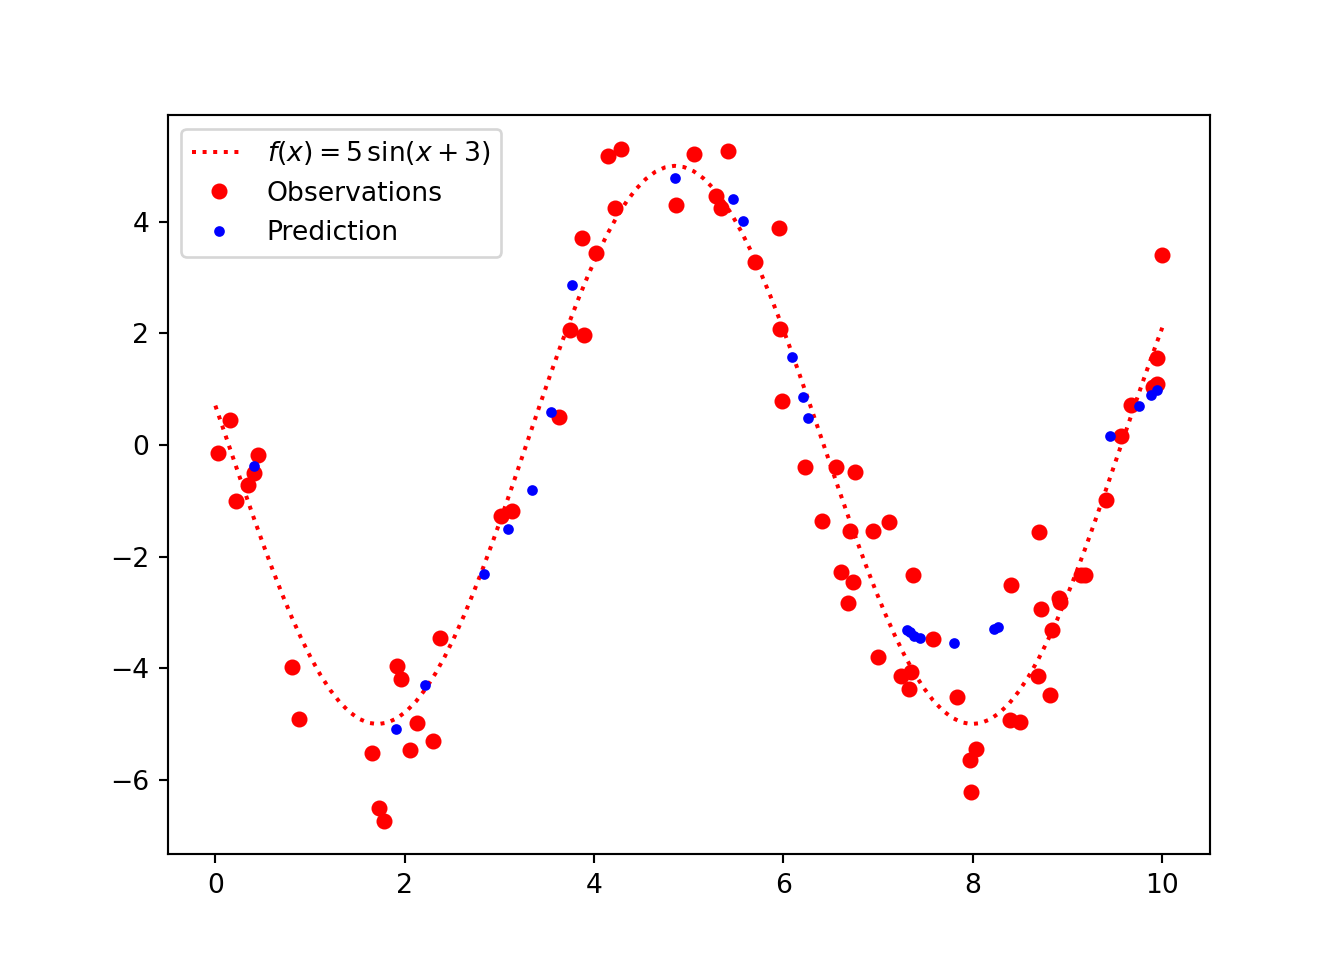 f(x) = 5 sin(x + 3)
Observations
Prediction
4
2
0
−2
−4
−6
0 2 4 6 8 10